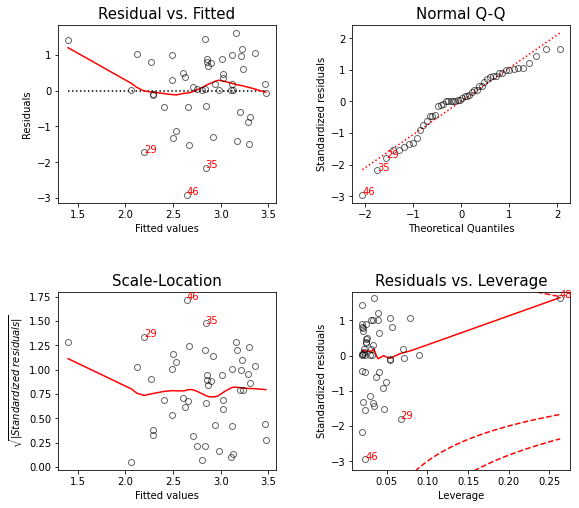 Residual vs. Fitted
Residuals
1
0
−1
−2
−3
29
35
46
1.5 2.0 2.5 3.0 3.5
Fitted values
Normal Q-Q
Standardized residuals
2
1
0
−1
−2
−3
29
35
46
−2 −1 0 1 2
Theoretical Quantiles
Scale-Location
√|Standardized residuals|
1.75
1.50
1.25
1.00
0.75
0.50
0.25
0.00
46
35
29
1.5 2.0 2.5 3.0 3.5
Fitted values
Residuals vs. Leverage
Standardized residuals
1
0
−1
−2
−3
48
29
46
0.05 0.10 0.15 0.20 0.25
Leverage